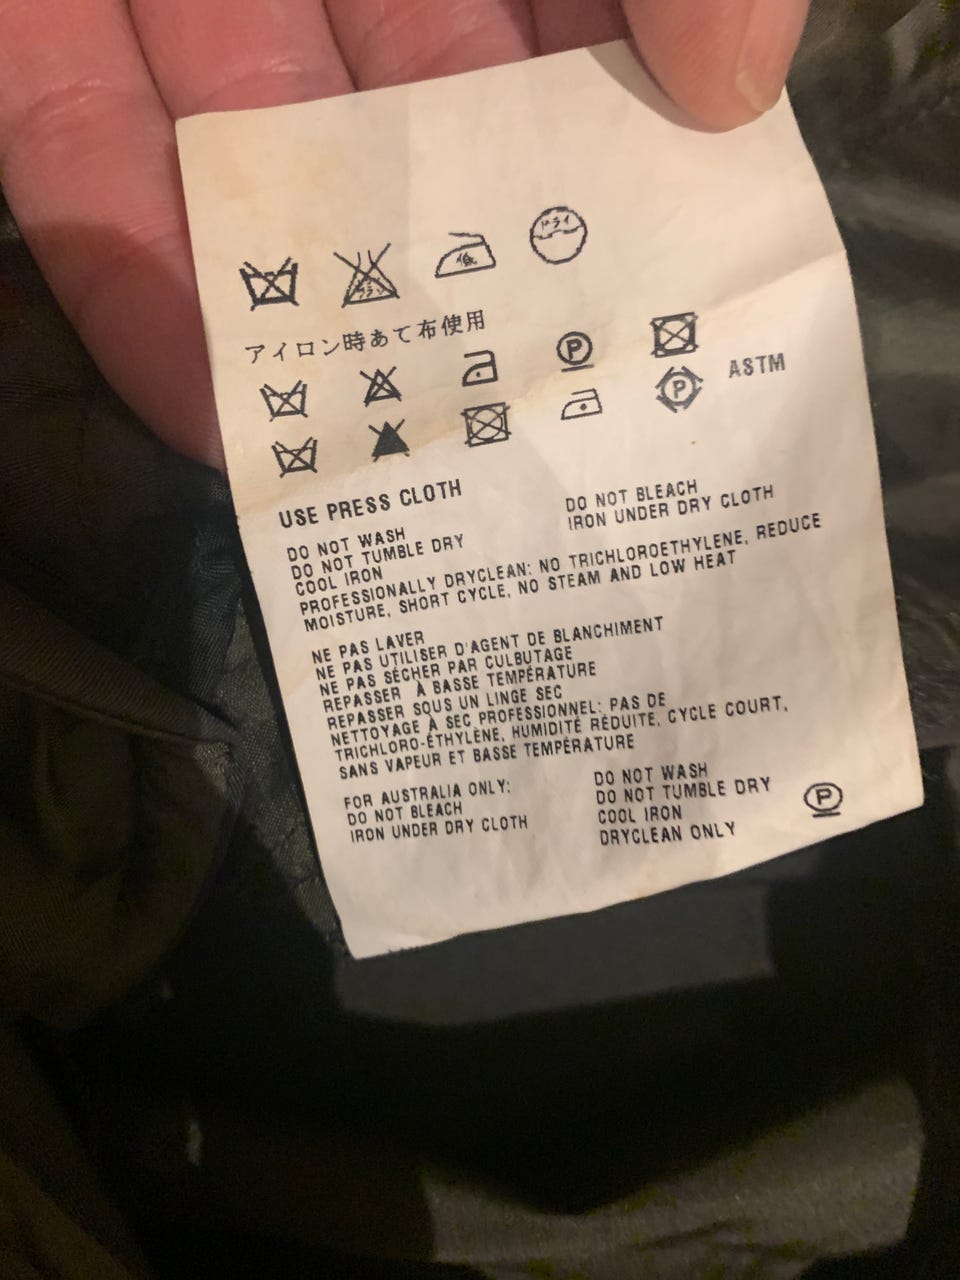 ドライ
低
アイロン時あて布使用
P
P
ASTM
USE PRESS CLOTH
DO NOT WASH
DO NOT TUMBLE DRY
COOL IRON
DO NOT BLEACH
IRON UNDER DRY CLOTH
PROFESSIONALLY DRYCLEAN: NO TRICHLOROETHYLENE, REDUCE
MOISTURE, SHORT CYCLE, NO STEAM AND LOW HEAT
NE PAS LAVER
NE PAS UTILISER D'AGENT DE BLANCHIMENT
NE PAS SÉCHER PAR CULBUTAGE
REPASSER À BASSE TEMPÉRATURE
REPASSER SOUS UN LINGE SEC
NETTOYAGE À SEC PROFESSIONNEL: PAS DE
TRICHLORO-ÉTHYLÈNE, HUMIDITÉ RÉDUITE, CYCLE COURT,
SANS VAPEUR ET BASSE TEMPÉRATURE
FOR AUSTRALIA ONLY:
DO NOT BLEACH
IRON UNDER DRY CLOTH
DO NOT WASH
DO NOT TUMBLE DRY
COOL IRON
DRYCLEAN ONLY
P